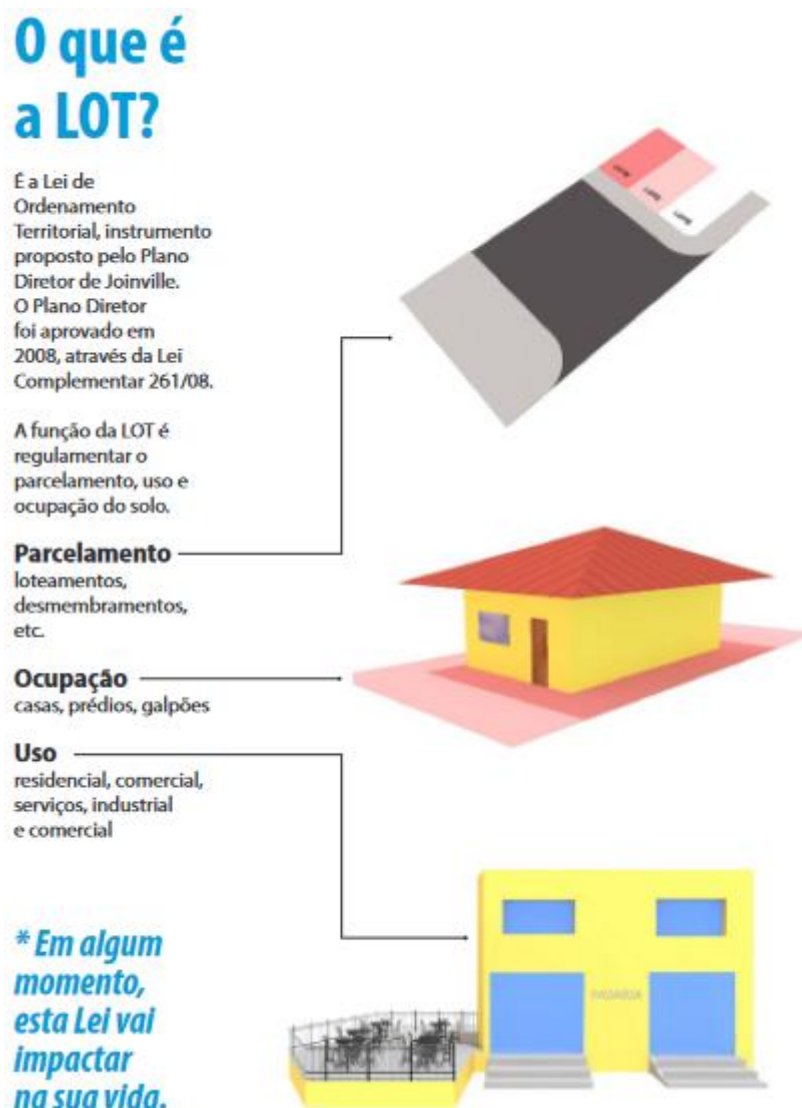 O que é
a LOT?
É a Lei de
Ordenamento
Territorial, instrumento
proposto pelo Plano
Diretor de Joinville.
O Plano Diretor
foi aprovado em
2008, através da Lei
Complementar 261/08.
A função da LOT é
regulamentar o
parcelamento, uso e
ocupação do solo.
Parcelamento
loteamentos,
desmembramentos,
etc.
Ocupação
casas, prédios, galpões
Uso
residencial, comercial,
serviços, industrial
e comercial
* Em algum
momento,
esta Lei vai
impactar
na sua vida.